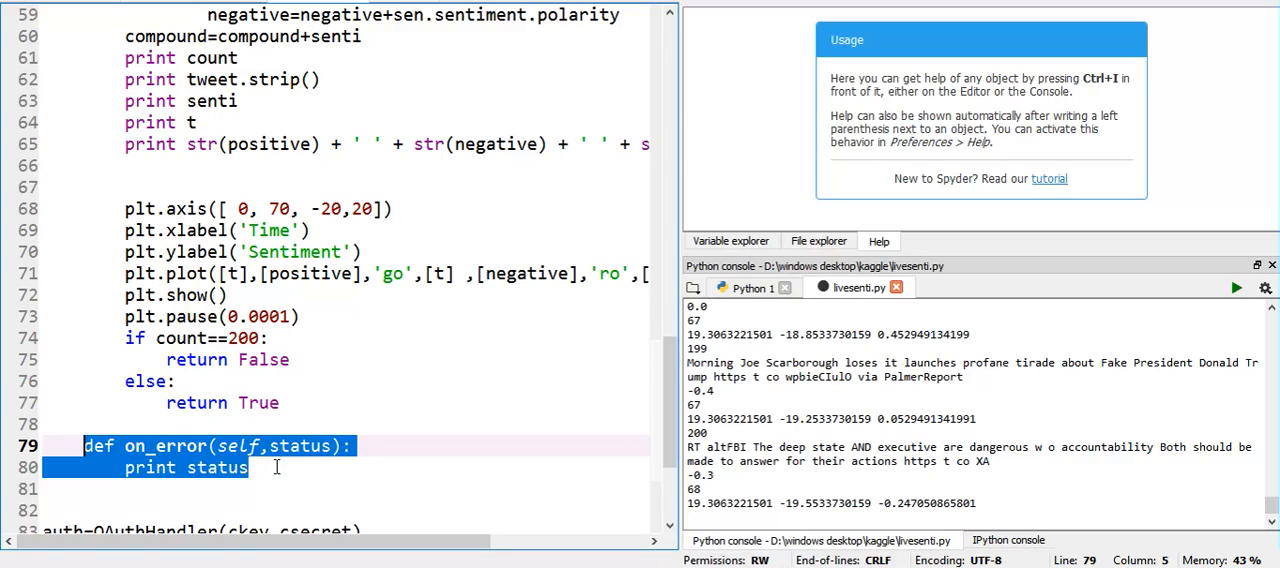 59 negative=negative+sen.sentiment.polarity
60 compound=compound+senti
61 print count
62 print tweet.strip()
63 print senti
64 print t
65 print str(positive) + ' ' + str(negative) + ' ' + s
66
67
68 plt.axis([ 0, 70, -20,20])
69 plt.xlabel('Time')
70 plt.ylabel('Sentiment')
71 plt.plot([t],[positive],'go',[t] ,[negative],'ro',[
72 plt.show()
73 plt.pause(0.0001)
74 if count==200:
75 return False
76 else:
77 return True
78
79 def on_error(self,status):
80 print status
81
82
83 auth=OAuthHandler(ckey,csecret)
Usage
Here you can get help of any object by pressing Ctrl+I in
front of it, either on the Editor or the Console.
Help can also be shown automatically after writing a left
parenthesis next to an object. You can activate this
behavior in Preferences > Help.
New to Spyder? Read our tutorial
Variable explorer File explorer Help
Python console - D:\windows desktop\kaggle\livesenti.py
Python 1 livesenti.py
0.0
67
19.3063221501 -18.8533730159 0.452949134199
199
Morning Joe Scarborough loses it launches profane tirade about Fake President Donald Tr
ump https t co wpbieCIulO via PalmerReport
-0.4
67
19.3063221501 -19.2533730159 0.0529491341991
200
RT altFBI The deep state AND executive are dangerous w o accountability Both should be
made to answer for their actions https t co XA
-0.3
68
19.3063221501 -19.5533730159 -0.247050865801
Python console - D:\windows desktop\kaggle\livesenti.py IPython console
Permissions: RW End-of-lines: CRLF Encoding: UTF-8 Line: 79 Column: 5 Memory: 43 %